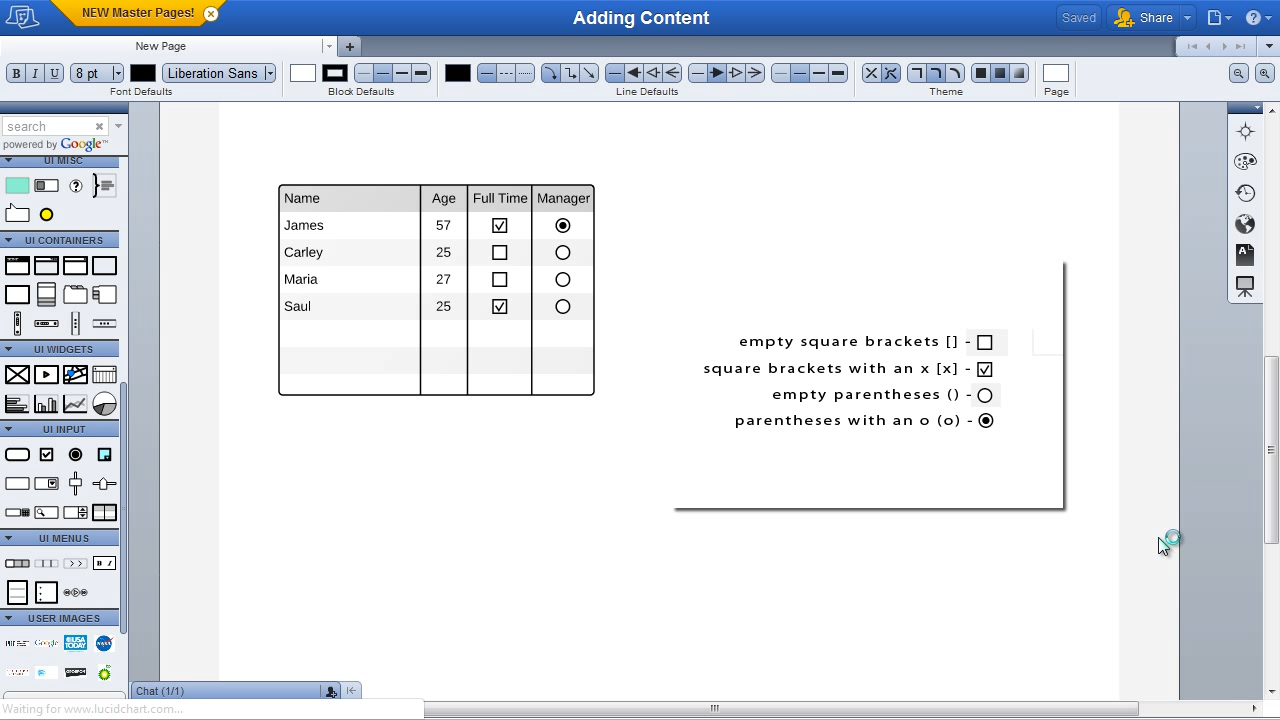 NEW Master Pages!
Adding Content
Saved
Share
New Page
B I U 8 pt Liberation Sans
Font Defaults
Block Defaults
Line Defaults
Theme
Page
search
powered by Google™
UI MISC
UI CONTAINERS
UI WIDGETS
UI INPUT
UI MENUS
USER IMAGES
Google
USA TODAY
Name Age Full Time Manager
James 57
Carley 25
Maria 27
Saul 25
empty square brackets [] -
square brackets with an x [x] -
empty parentheses () -
parentheses with an o (o) -
Chat (1/1)
Waiting for www.lucidchart.com...